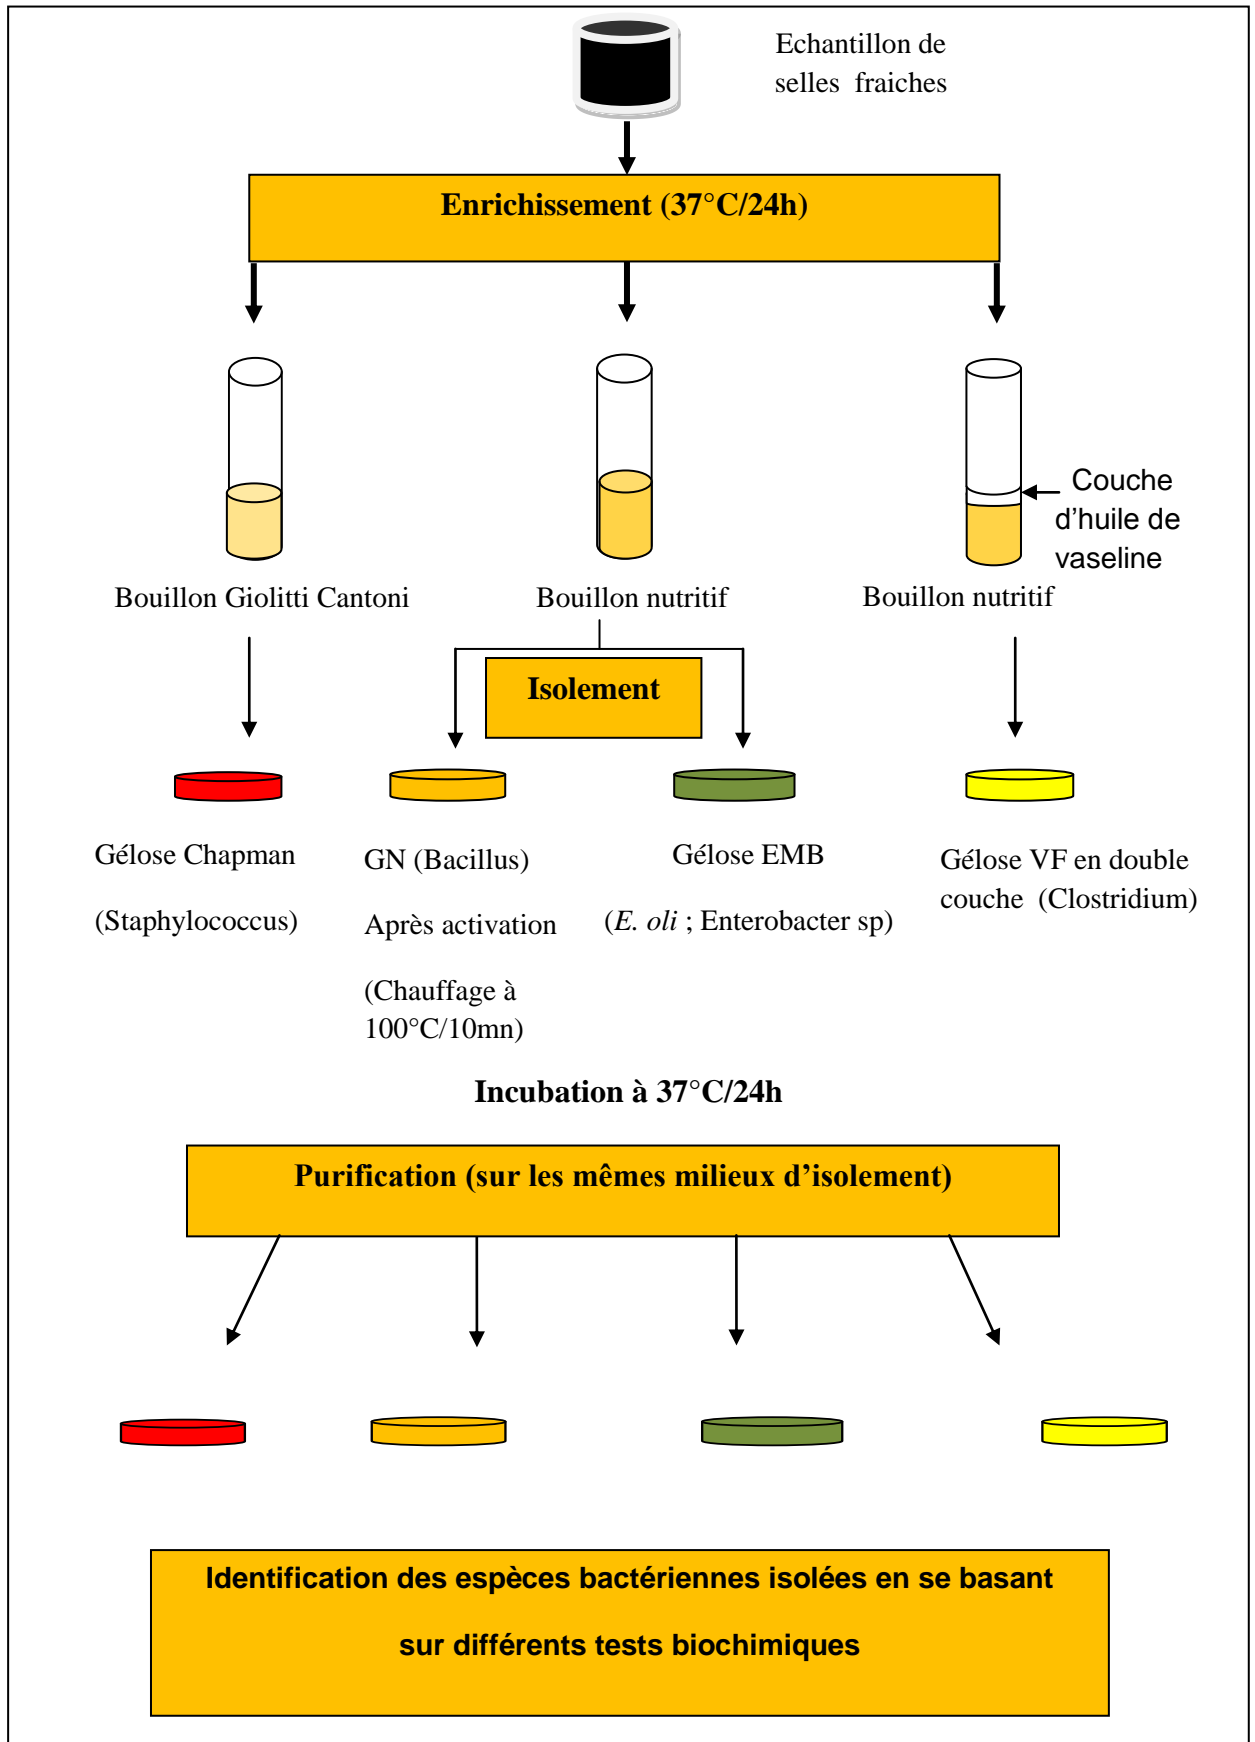 Echantillon de
selles fraiches
Enrichissement (37°C/24h)
Couche
d'huile de
vaseline
Bouillon Giolitti Cantoni
Bouillon nutritif
Bouillon nutritif
Isolement
Gélose Chapman
(Staphylococcus)
GN (Bacillus)
Après activation
(Chauffage à
100°C/10mn)
Gélose EMB
(E. oli ; Enterobacter sp)
Gélose VF en double
couche (Clostridium)
Incubation à 37°C/24h
Purification (sur les mêmes milieux d'isolement)
Identification des espèces bactériennes isolées en se basant
sur différents tests biochimiques